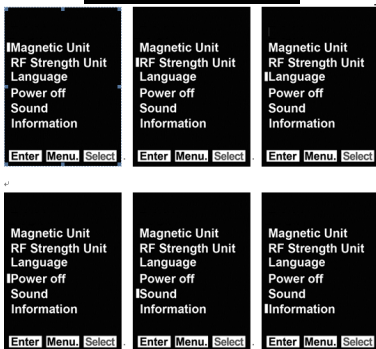 Magnetic Unit
RF Strength Unit
Language
Power off
Sound
Information
Enter Menu. Select
Magnetic Unit
RF Strength Unit
Language
Power off
Sound
Information
Enter Menu. Select
Magnetic Unit
RF Strength Unit
Language
Power off
Sound
Information
Enter Menu. Select
Magnetic Unit
RF Strength Unit
Language
Power off
Sound
Information
Enter Menu. Select
Magnetic Unit
RF Strength Unit
Language
Power off
Sound
Information
Enter Menu. Select
Magnetic Unit
RF Strength Unit
Language
Power off
Sound
Information
Enter Menu. Select